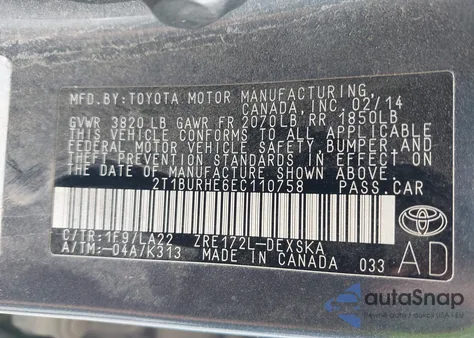 MFD.BY:TOYOTA MOTOR MANUFACTURING,
CANADA, INC. 02/14
GVWR 3820 LB GAWR FR 2070LB RR 1850LB
THIS VEHICLE CONFORMS TO ALL APPLICABLE
FEDERAL MOTOR VEHICLE SAFETY, BUMPER, AND
THEFT PREVENTION STANDARDS IN EFFECT ON
THE DATE OF MANUFACTURE SHOWN ABOVE.
2T1BURHE6EC110758 PASS.CAR
C/TR:1F9/LA22 ZRE172L-DEXSKA
A/TM:-04A/K313 MADE IN CANADA 033
AD
autoSnap